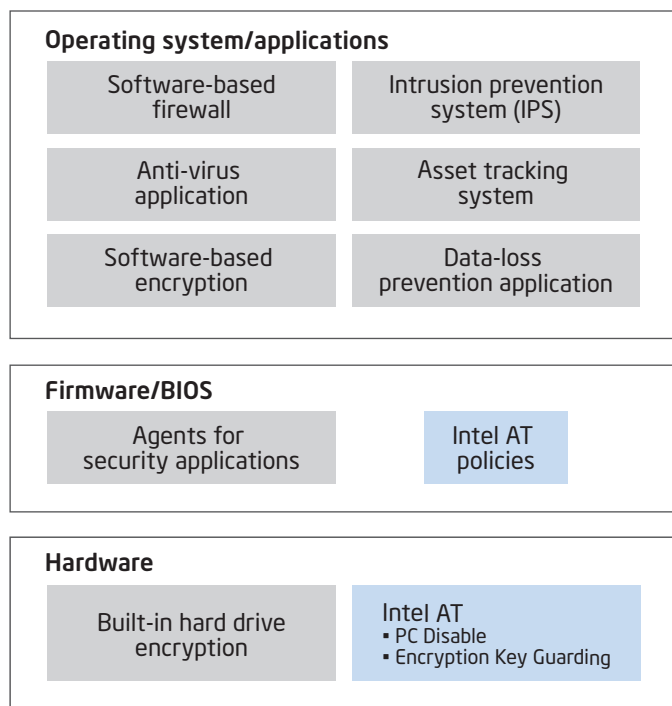 Operating system/applications
Software-based
firewall
Intrusion prevention
system (IPS)
Anti-virus
application
Asset tracking
system
Software-based
encryption
Data-loss
prevention application
Firmware/BIOS
Agents for
security applications
Intel AT
policies
Hardware
Built-in hard drive
encryption
Intel AT
▪ PC Disable
▪ Encryption Key Guarding